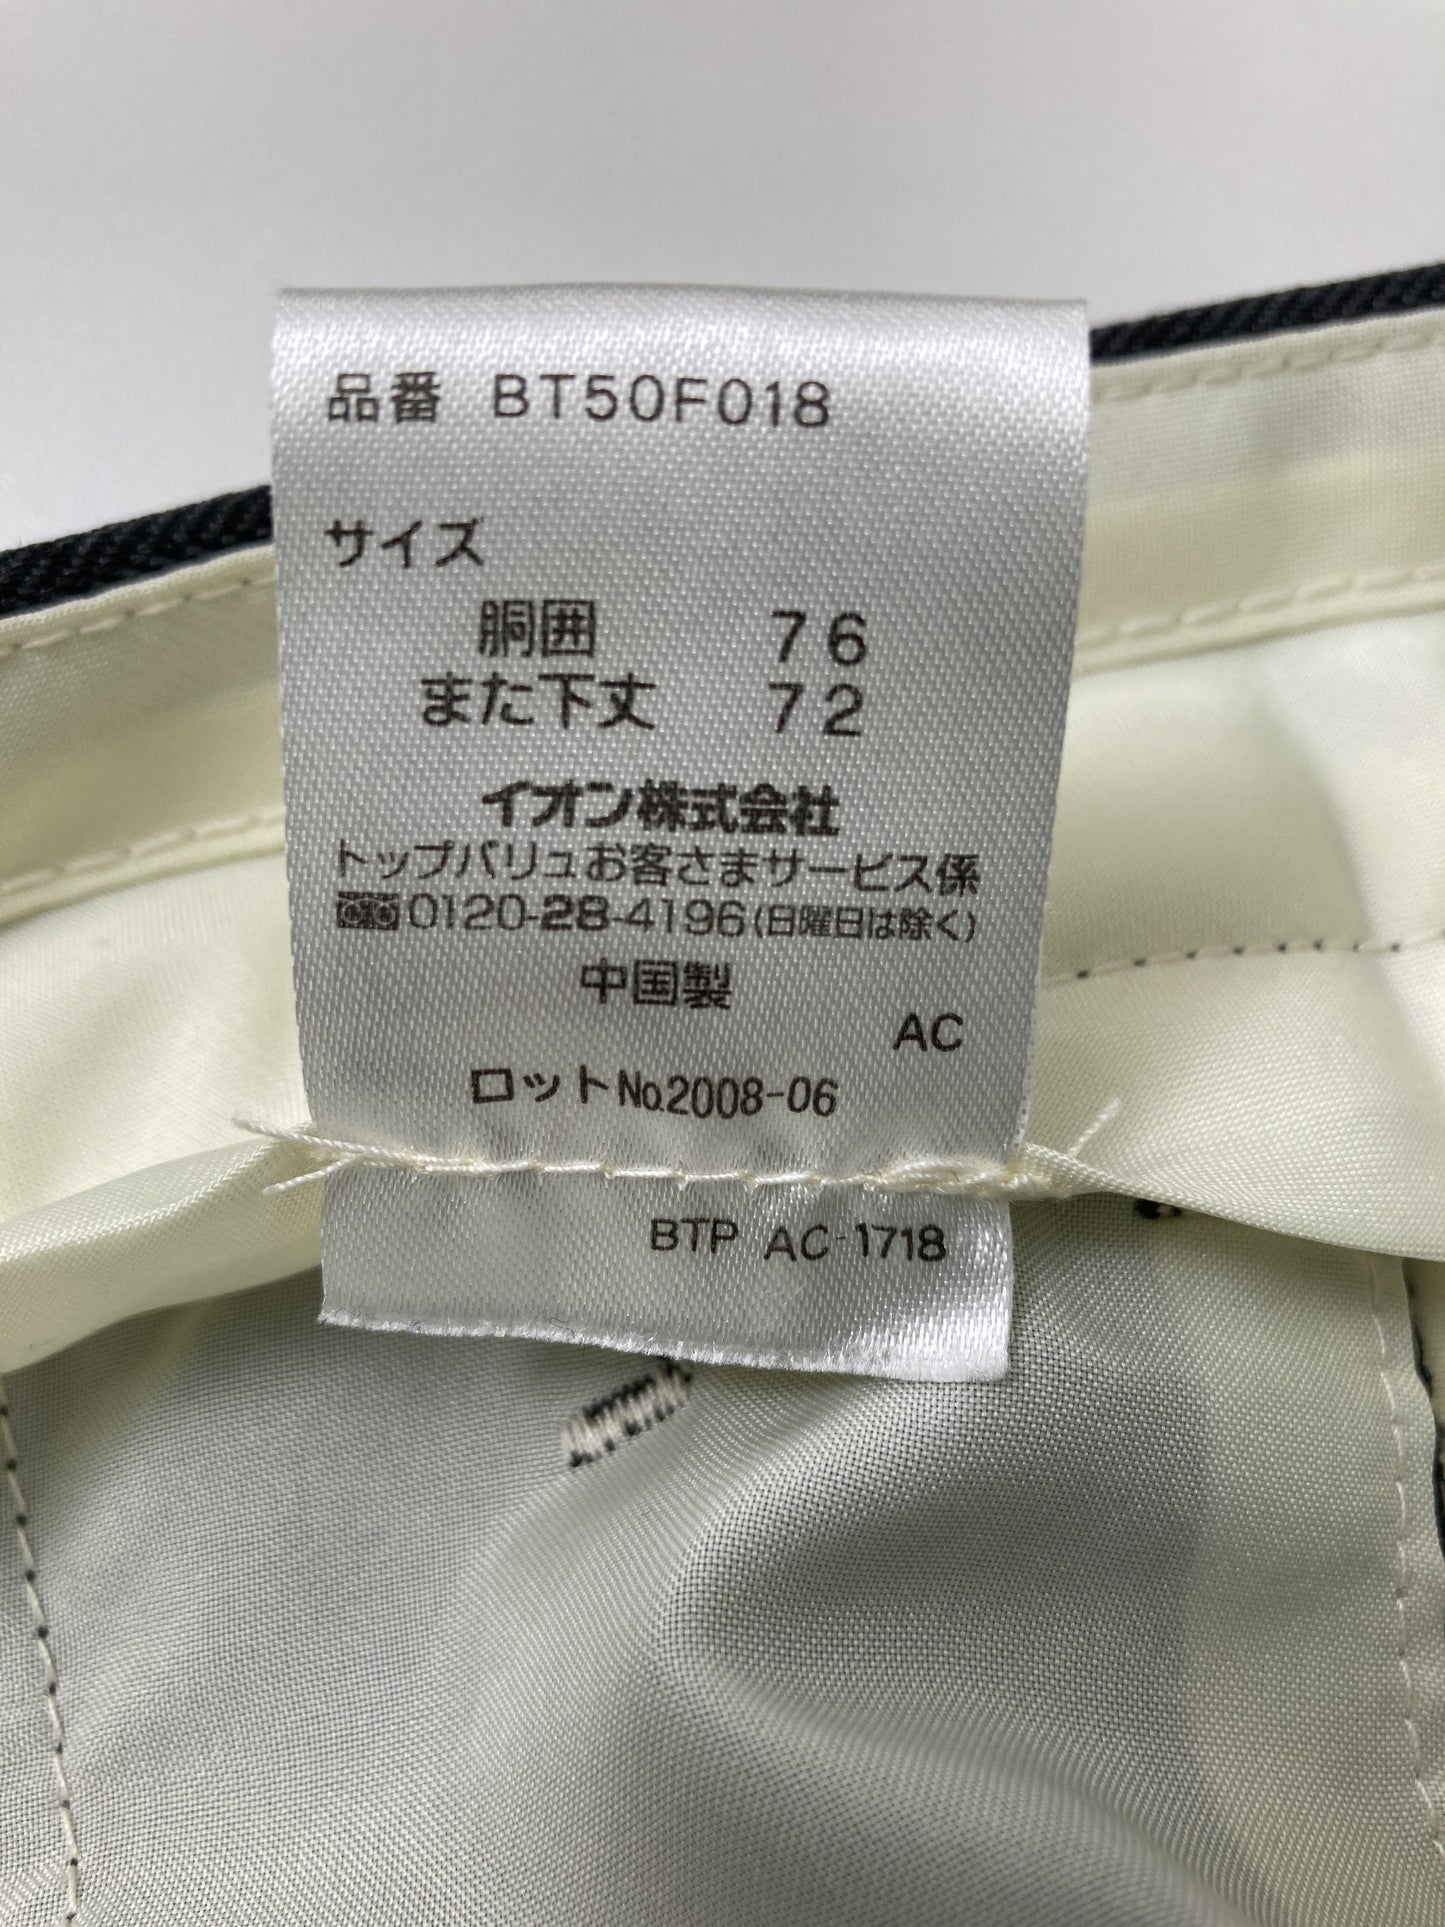 品番 BT50F018
サイズ
胴囲 76
また下丈 72
イオン株式会社
トップバリュお客さまサービス係
0120-28-4196(日曜日は除く)
中国製
AC
ロットNo.2008-06
BTP AC-1718